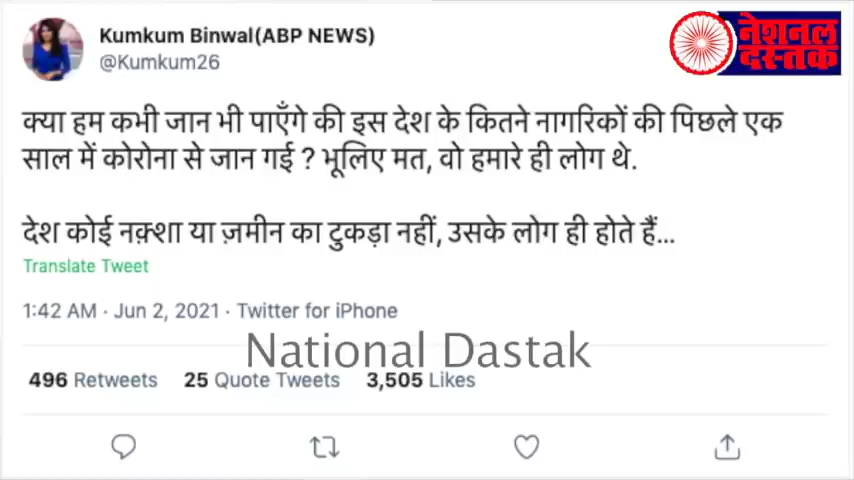 Kumkum Binwal(ABP NEWS)
@Kumkum26
नेशनल
दस्तक
क्या हम कभी जान भी पाएँगे की इस देश के कितने नागरिकों की पिछले एक
साल में कोरोना से जान गई ? भूलिए मत, वो हमारे ही लोग थे.
देश कोई नक़्शा या ज़मीन का टुकड़ा नहीं, उसके लोग ही होते हैं...
Translate Tweet
1:42 AM · Jun 2, 2021 · Twitter for iPhone
National Dastak
496 Retweets 25 Quote Tweets 3,505 Likes